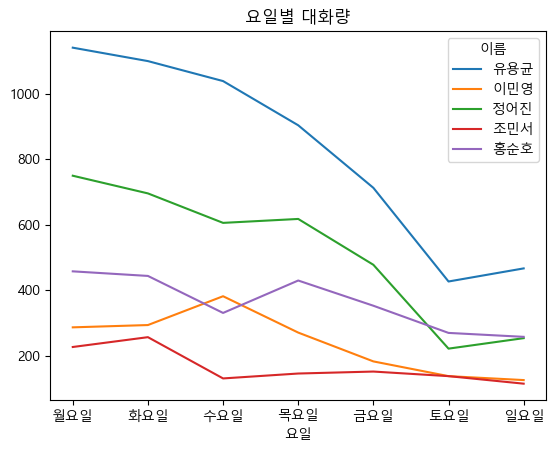 요일별 대화량
이름
유용균
이민영
정어진
조민서
홍순호
1000
800
600
400
200
월요일 화요일 수요일 목요일 금요일 토요일 일요일
요일